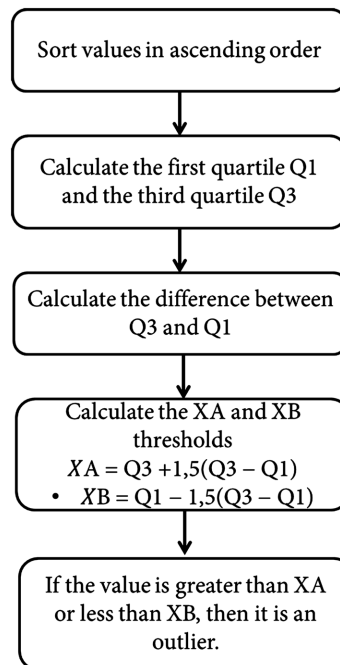 Sort values in ascending order
Calculate the first quartile Q1
and the third quartile Q3
Calculate the difference between
Q3 and Q1
Calculate the XA and XB
thresholds
XA = Q3 +1,5(Q3 − Q1)
• XB = Q1 − 1,5(Q3 − Q1)
If the value is greater than XA
or less than XB, then it is an
outlier.